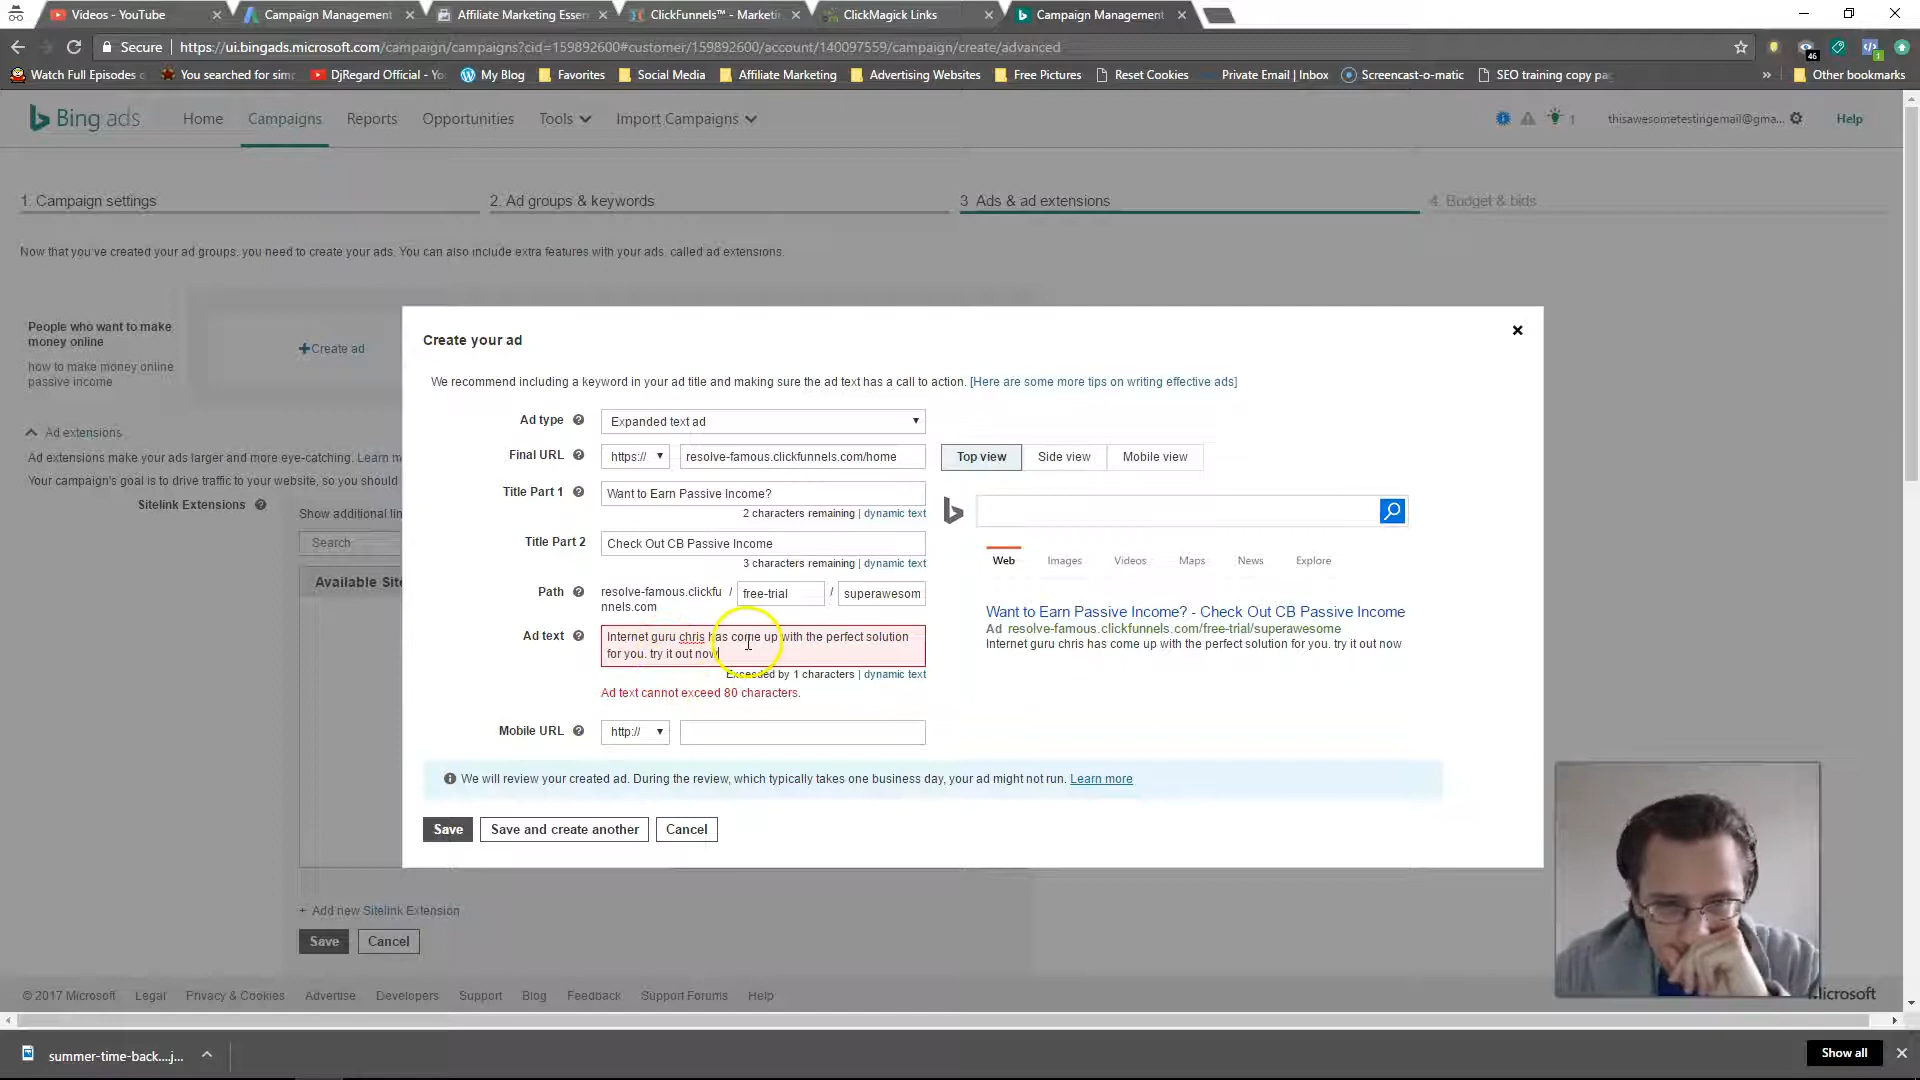 Videos - YouTube
Campaign Management
Affiliate Marketing Essen
ClickFunnels™ - Marketi
ClickMagick Links
Campaign Management
Secure
https://ui.bingads.microsoft.com/campaign/campaigns?cid=159892600#customer/159892600/account/140097559/campaign/create/advanced
46
1
Watch Full Episodes
You searched for sim
DjRegard Official - Yo
My Blog
Favorites
Social Media
Affiliate Marketing
Advertising Websites
Free Pictures
Reset Cookies
Private Email | Inbox
Screencast-o-matic
SEO training copy pa
»
Other bookmarks
Bing ads
Home
Campaigns
Reports
Opportunities
Tools
Import Campaigns
1
thisawesometestingemail@gma...
Help
1. Campaign settings
2. Ad groups & keywords
3 Ads & ad extensions
4. Budget & bids
Now that you've created your ad groups, you need to create your ads. You can also include extra features with your ads, called ad extensions.
People who want to make
money online
how to make money online
passive income
+Create ad
Ad extensions
Ad extensions make your ads larger and more eye-catching. Learn m
Your campaign's goal is to drive traffic to your website, so you should
Sitelink Extensions
Show additional lin
Search
Available Site
+ Add new Sitelink Extension
Save
Cancel
Create your ad
We recommend including a keyword in your ad title and making sure the ad text has a call to action. [Here are some more tips on writing effective ads]
Ad type
Expanded text ad
Final URL
https://
resolve-famous.clickfunnels.com/home
Title Part 1
Want to Earn Passive Income?
2 characters remaining | dynamic text
Title Part 2
Check Out CB Passive Income
3 characters remaining | dynamic text
Path
resolve-famous.clickfu
nnels.com
/
free-trial
/
superawesom
Ad text
Internet guru chris has come up with the perfect solution
for you. try it out now
Exceeded by 1 characters | dynamic text
Ad text cannot exceed 80 characters.
Mobile URL
http://
Top view
Side view
Mobile view
Web
Images
Videos
Maps
News
Explore
Want to Earn Passive Income? - Check Out CB Passive Income
Ad resolve-famous.clickfunnels.com/free-trial/superawesome
Internet guru chris has come up with the perfect solution for you. try it out now
We will review your created ad. During the review, which typically takes one business day, your ad might not run. Learn more
Save
Save and create another
Cancel
© 2017 Microsoft
Legal
Privacy & Cookies
Advertise
Developers
Support
Blog
Feedback
Support Forums
Help
Microsoft
summer-time-back....j...
Show all